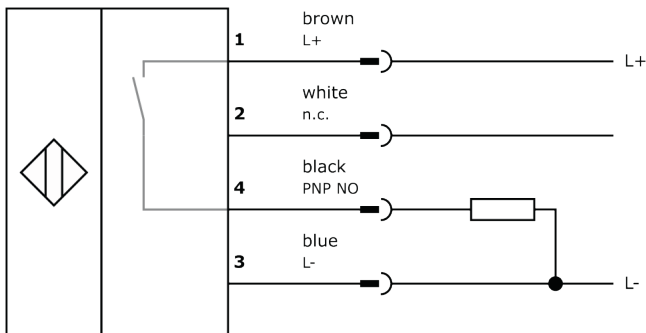 brown
1 L+
L+
white
2 n.c.
black
4 PNP NO
blue
3 L-
L-